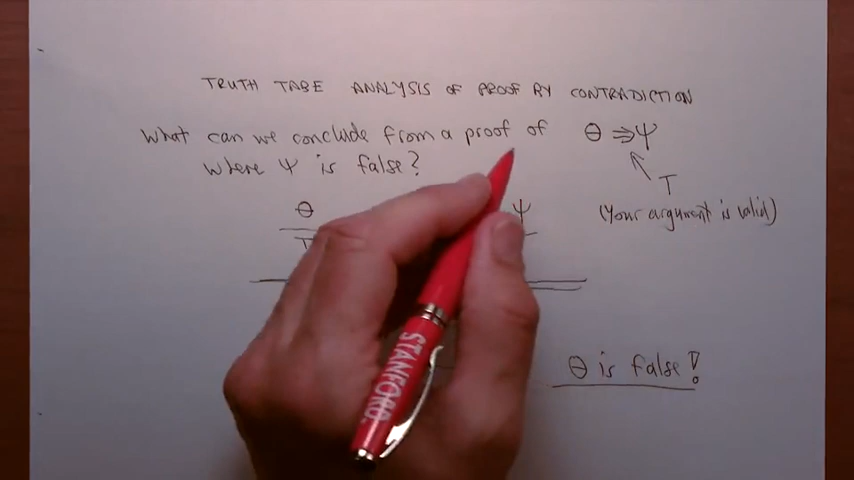 TRUTH TABE ANALYSIS OF PROOF BY CONTRADICTION
What can we conclude from a proof of θ ⇒ Ψ
where Ψ is false?
T
θ Ψ
(Your argument is valid)
T
θ is false!
STANFORD